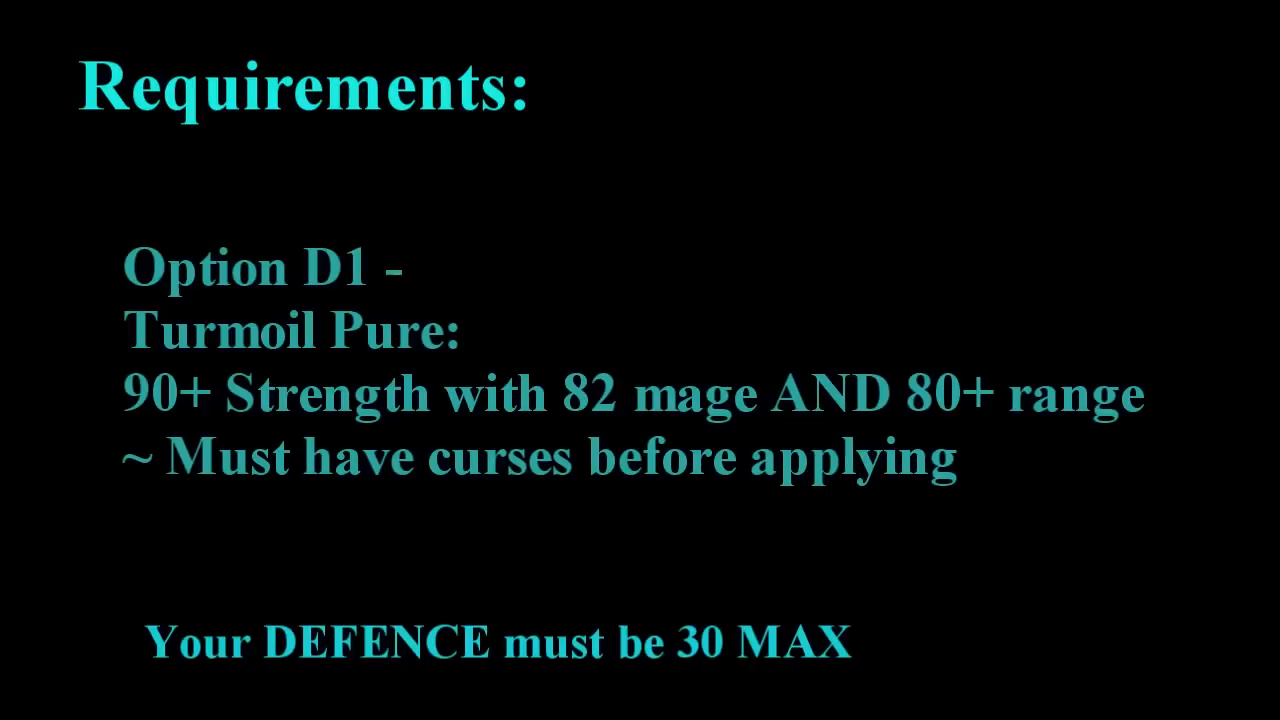 Requirements:
Option D1 -
Turmoil Pure:
90+ Strength with 82 mage AND 80+ range
~ Must have curses before applying
Your DEFENCE must be 30 MAX